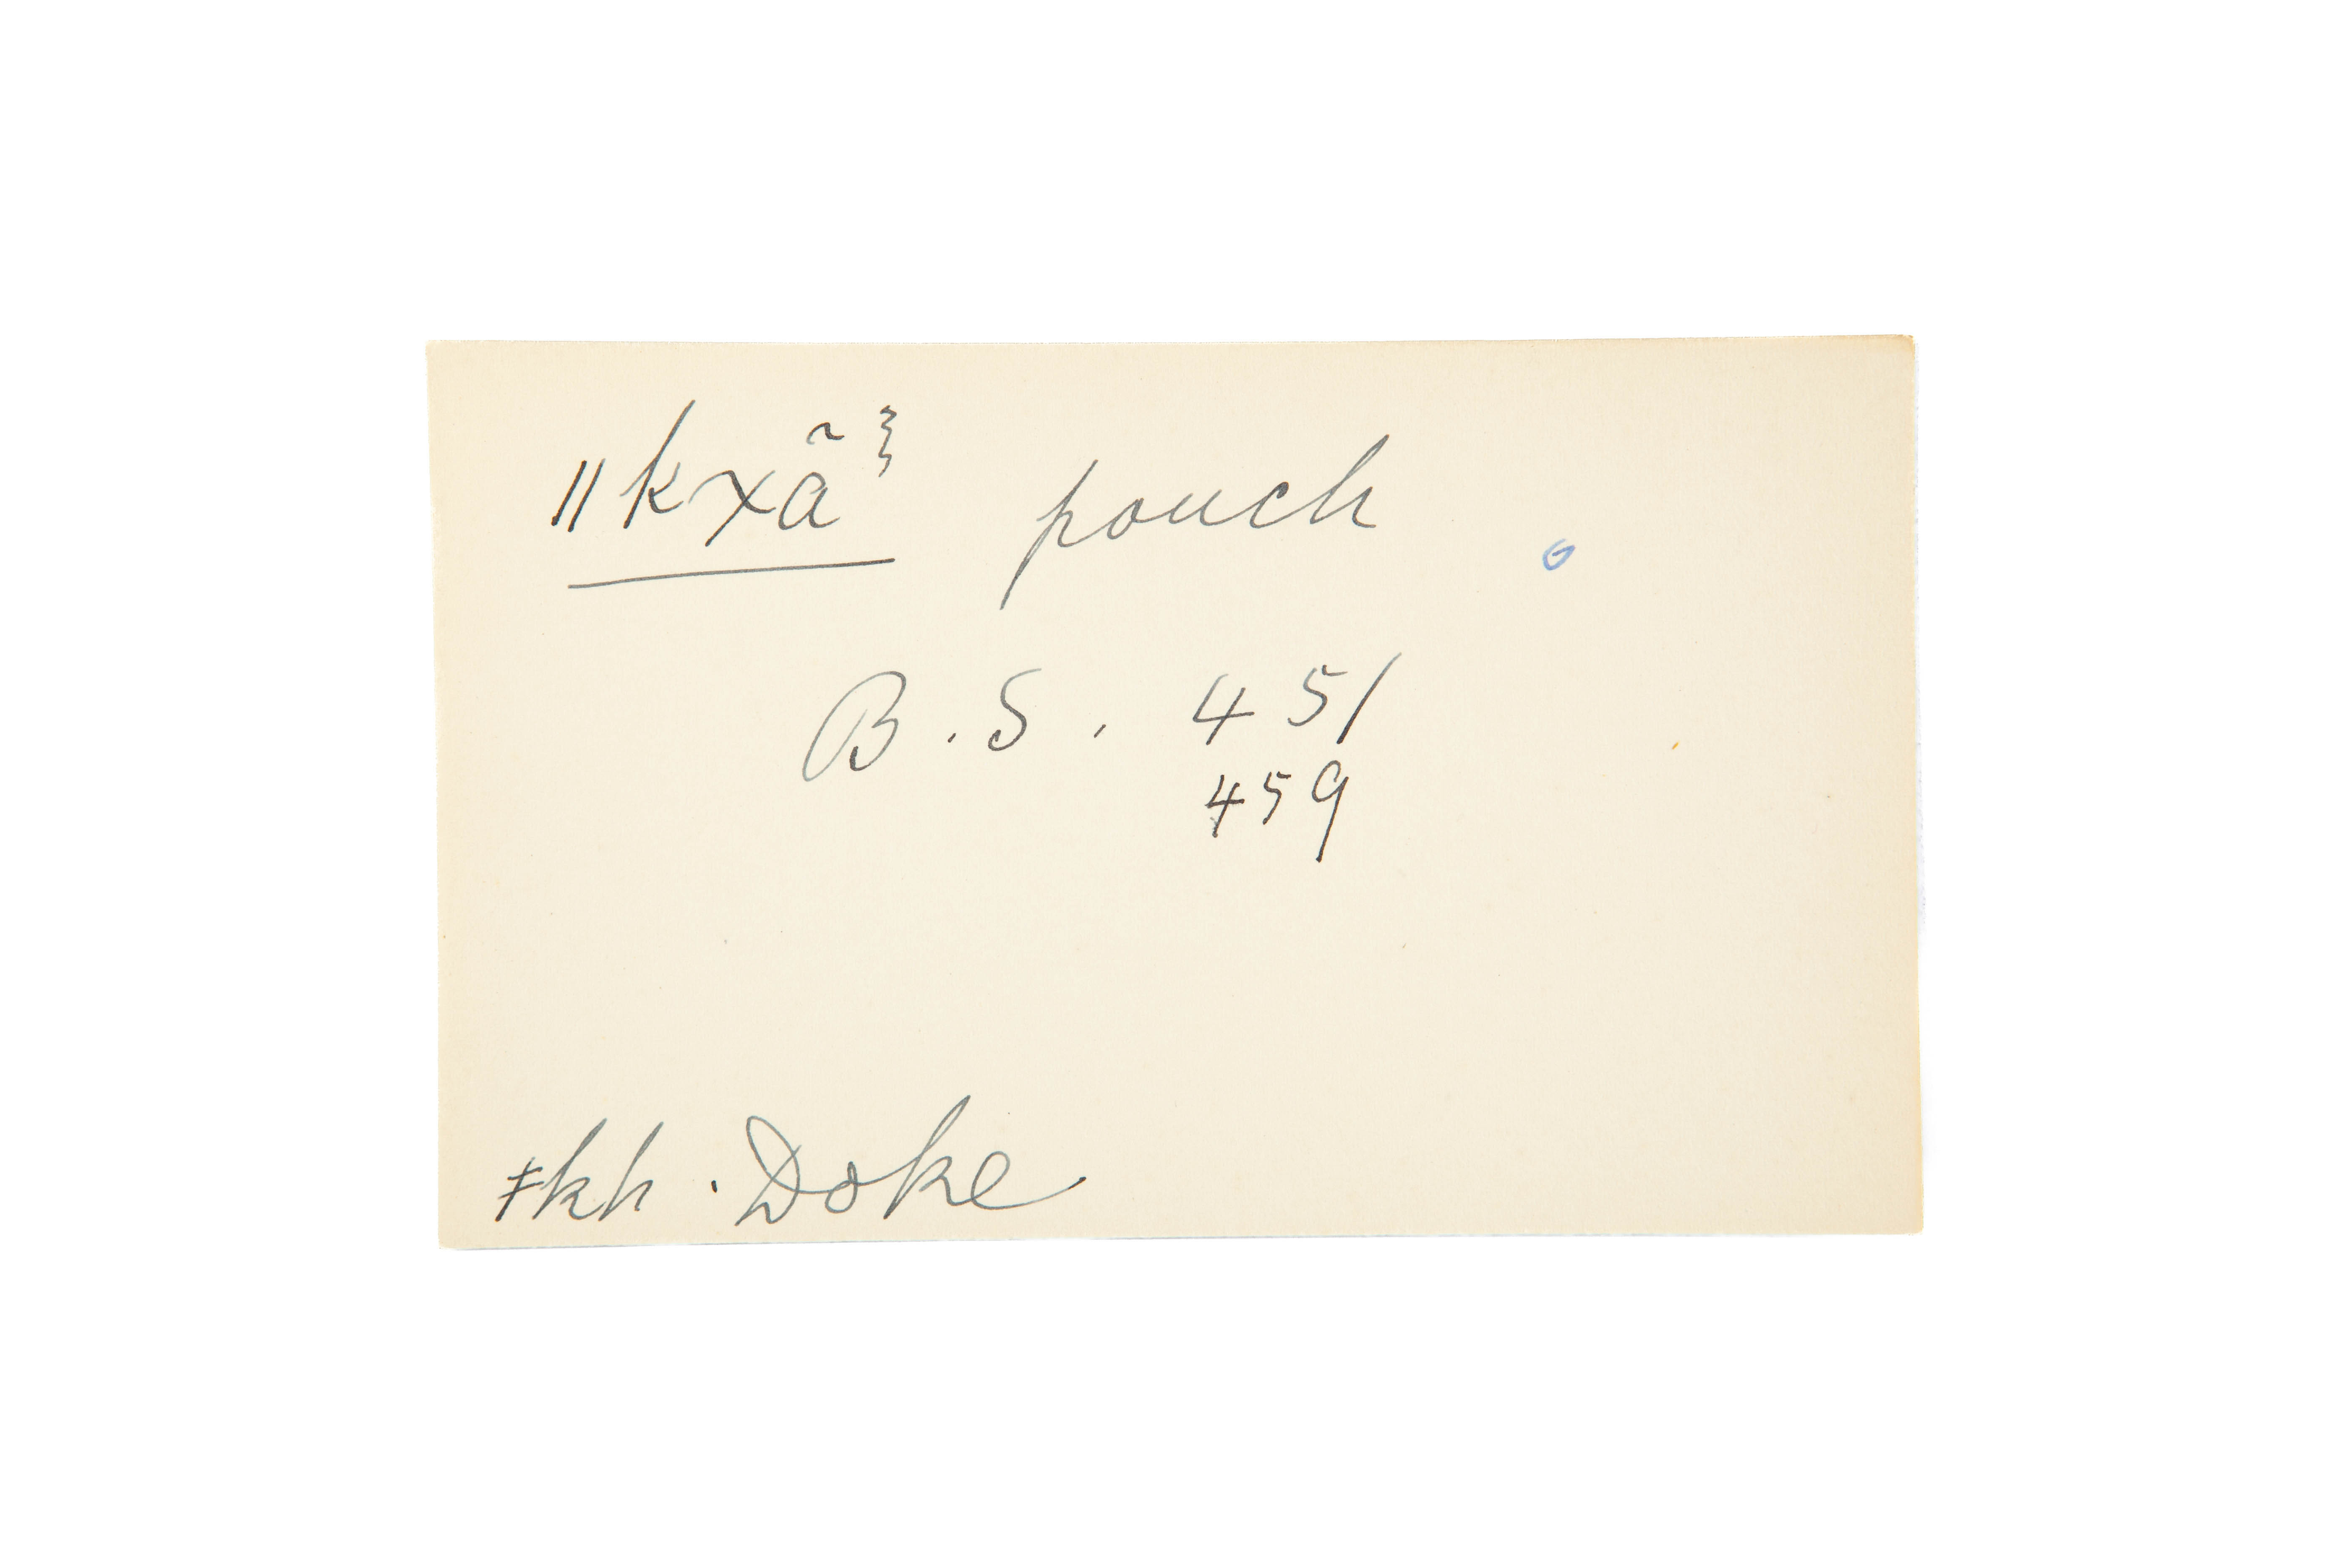 ǁkxã̄ ⸾ pouch
B.S. 451
459
ǂkh. Doke